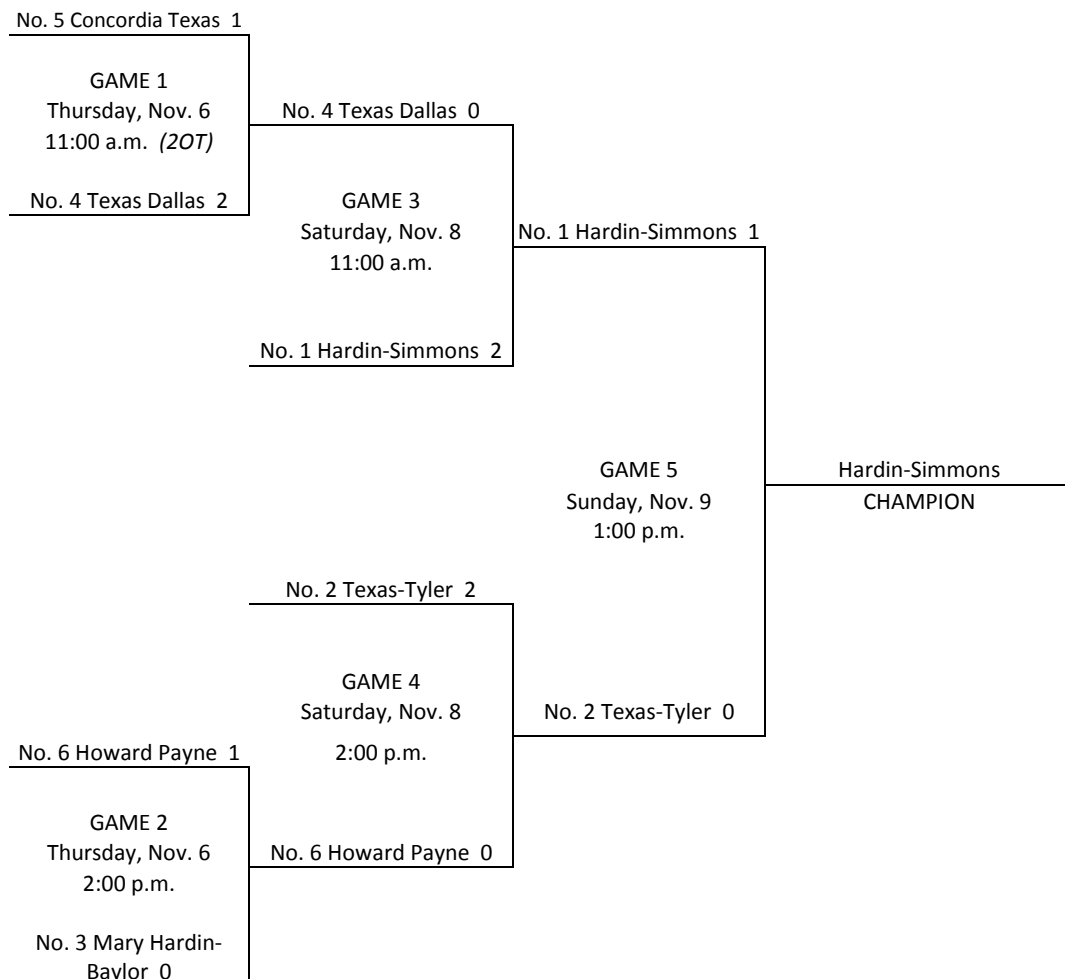 No. 5 Concordia Texas 1
GAME 1
Thursday, Nov. 6
11:00 a.m. (2OT)
No. 4 Texas Dallas 2
No. 4 Texas Dallas 0
GAME 3
Saturday, Nov. 8
11:00 a.m.
No. 1 Hardin-Simmons 2
No. 1 Hardin-Simmons 1
GAME 5
Sunday, Nov. 9
1:00 p.m.
Hardin-Simmons
CHAMPION
No. 2 Texas-Tyler 2
GAME 4
Saturday, Nov. 8
2:00 p.m.
No. 2 Texas-Tyler 0
No. 6 Howard Payne 1
GAME 2
Thursday, Nov. 6
2:00 p.m.
No. 6 Howard Payne 0
No. 3 Mary Hardin-
Baylor 0